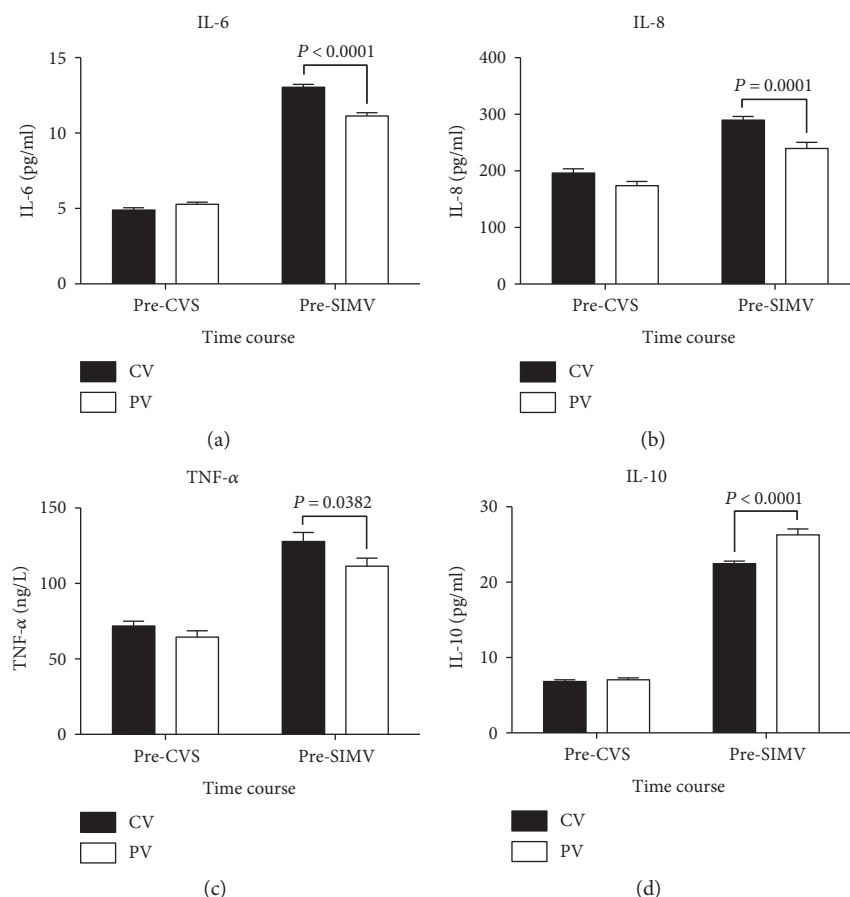 IL-6
P < 0.0001
15
10
5
0
IL-6 (pg/ml)
Pre-CVS
Pre-SIMV
Time course
CV
PV
(a)
IL-8
P = 0.0001
400
300
200
100
0
IL-8 (pg/ml)
Pre-CVS
Pre-SIMV
Time course
CV
PV
(b)
TNF-α
P = 0.0382
150
100
50
0
TNF-α (ng/L)
Pre-CVS
Pre-SIMV
Time course
CV
PV
(c)
IL-10
P < 0.0001
30
20
10
0
IL-10 (pg/ml)
Pre-CVS
Pre-SIMV
Time course
CV
PV
(d)